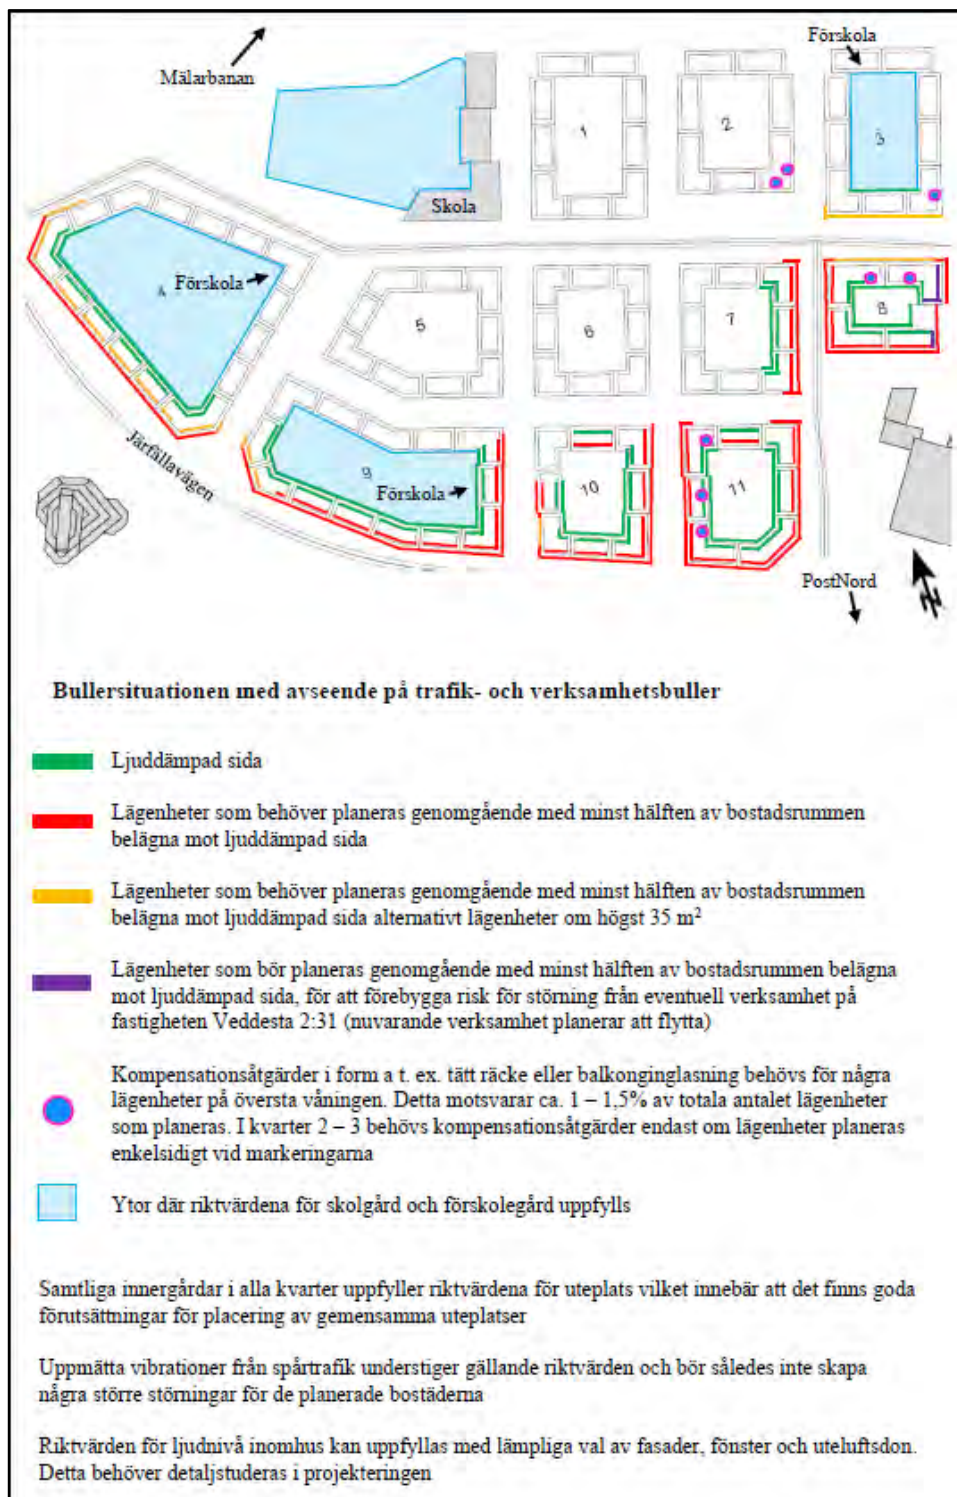 Förskola
Mälarbanan
1
2
3
Skola
4
Förskola
5
6
7
8
Järfällavägen
9
Förskola
10
11
PostNord
N
Bullersituationen med avseende på trafik- och verksamhetsbuller
Ljuddämpad sida
Lägenheter som behöver planeras genomgående med minst hälften av bostadsrummen
belägna mot ljuddämpad sida
Lägenheter som behöver planeras genomgående med minst hälften av bostadsrummen
belägna mot ljuddämpad sida alternativt lägenheter om högst 35 m²
Lägenheter som bör planeras genomgående med minst hälften av bostadsrummen belägna
mot ljuddämpad sida, för att förebygga risk för störning från eventuell verksamhet på
fastigheten Veddesta 2:31 (nuvarande verksamhet planerar att flytta)
Kompensationsåtgärder i form a t. ex. tätt räcke eller balkonginglasning behövs för några
lägenheter på översta våningen. Detta motsvarar ca. 1 – 1,5% av totala antalet lägenheter
som planeras. I kvarter 2 – 3 behövs kompensationsåtgärder endast om lägenheter planeras
enkelsidigt vid markeringarna
Ytor där riktvärdena för skolgård och förskolegård uppfylls
Samtliga innergårdar i alla kvarter uppfyller riktvärdena för uteplats vilket innebär att det finns goda
förutsättningar för placering av gemensamma uteplatser
Uppmätta vibrationer från spårtrafik understiger gällande riktvärden och bör således inte skapa
några större störningar för de planerade bostäderna
Riktvärden för ljudnivå inomhus kan uppfyllas med lämpliga val av fasader, fönster och uteluftsdon.
Detta behöver detaljstuderas i projekteringen